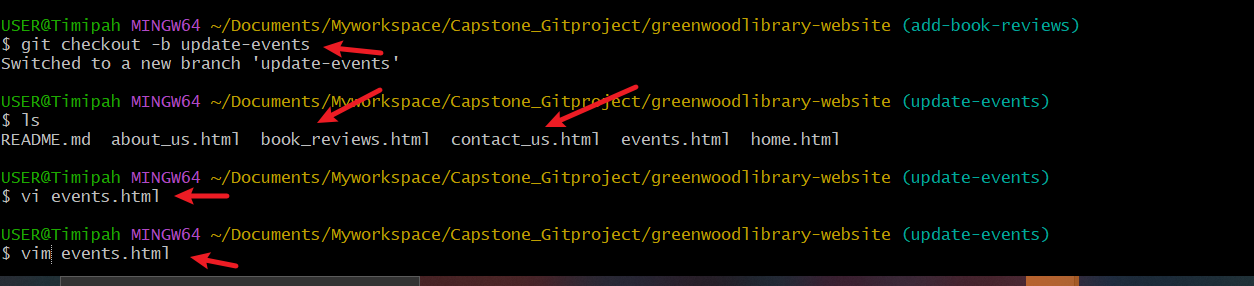 USER@Timipah MINGW64 ~/Documents/Myworkspace/Capstone_Gitproject/greenwoodlibrary-website (add-book-reviews)
$ git checkout -b update-events
Switched to a new branch 'update-events'
USER@Timipah MINGW64 ~/Documents/Myworkspace/Capstone_Gitproject/greenwoodlibrary-website (update-events)
$ ls
README.md  about_us.html  book_reviews.html  contact_us.html  events.html  home.html
USER@Timipah MINGW64 ~/Documents/Myworkspace/Capstone_Gitproject/greenwoodlibrary-website (update-events)
$ vi events.html
USER@Timipah MINGW64 ~/Documents/Myworkspace/Capstone_Gitproject/greenwoodlibrary-website (update-events)
$ vim events.html